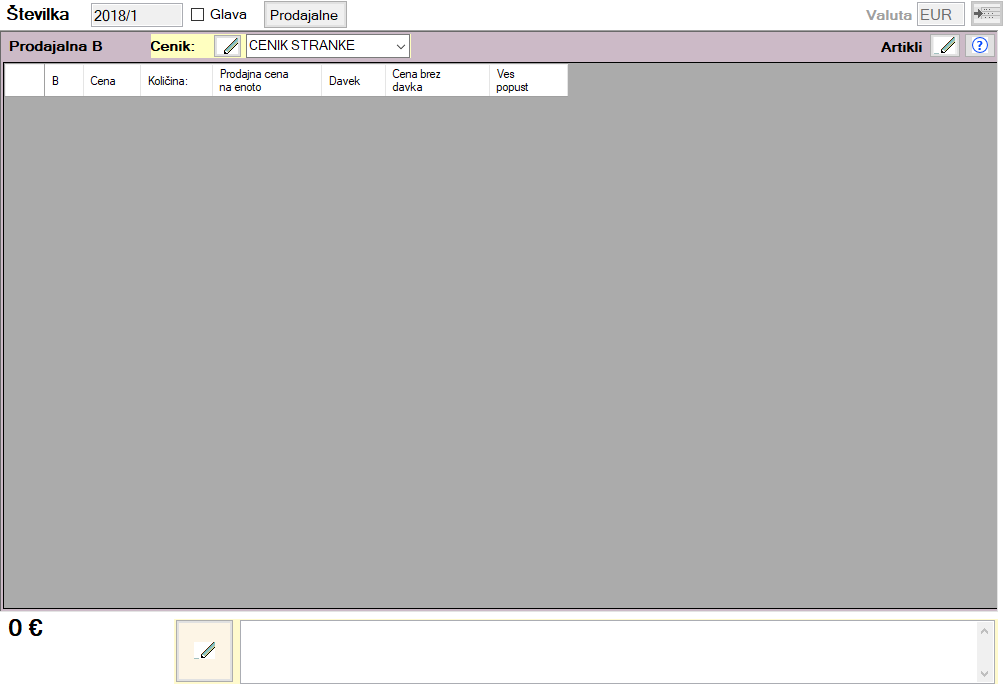 Številka 2018/1 Glava Prodajalne Valuta EUR
Prodajalna B Cenik: CENIK STRANKE Artikli ?
B Cena Količina: Prodajna cena na enoto Davek Cena brez davka Ves popust
0 €